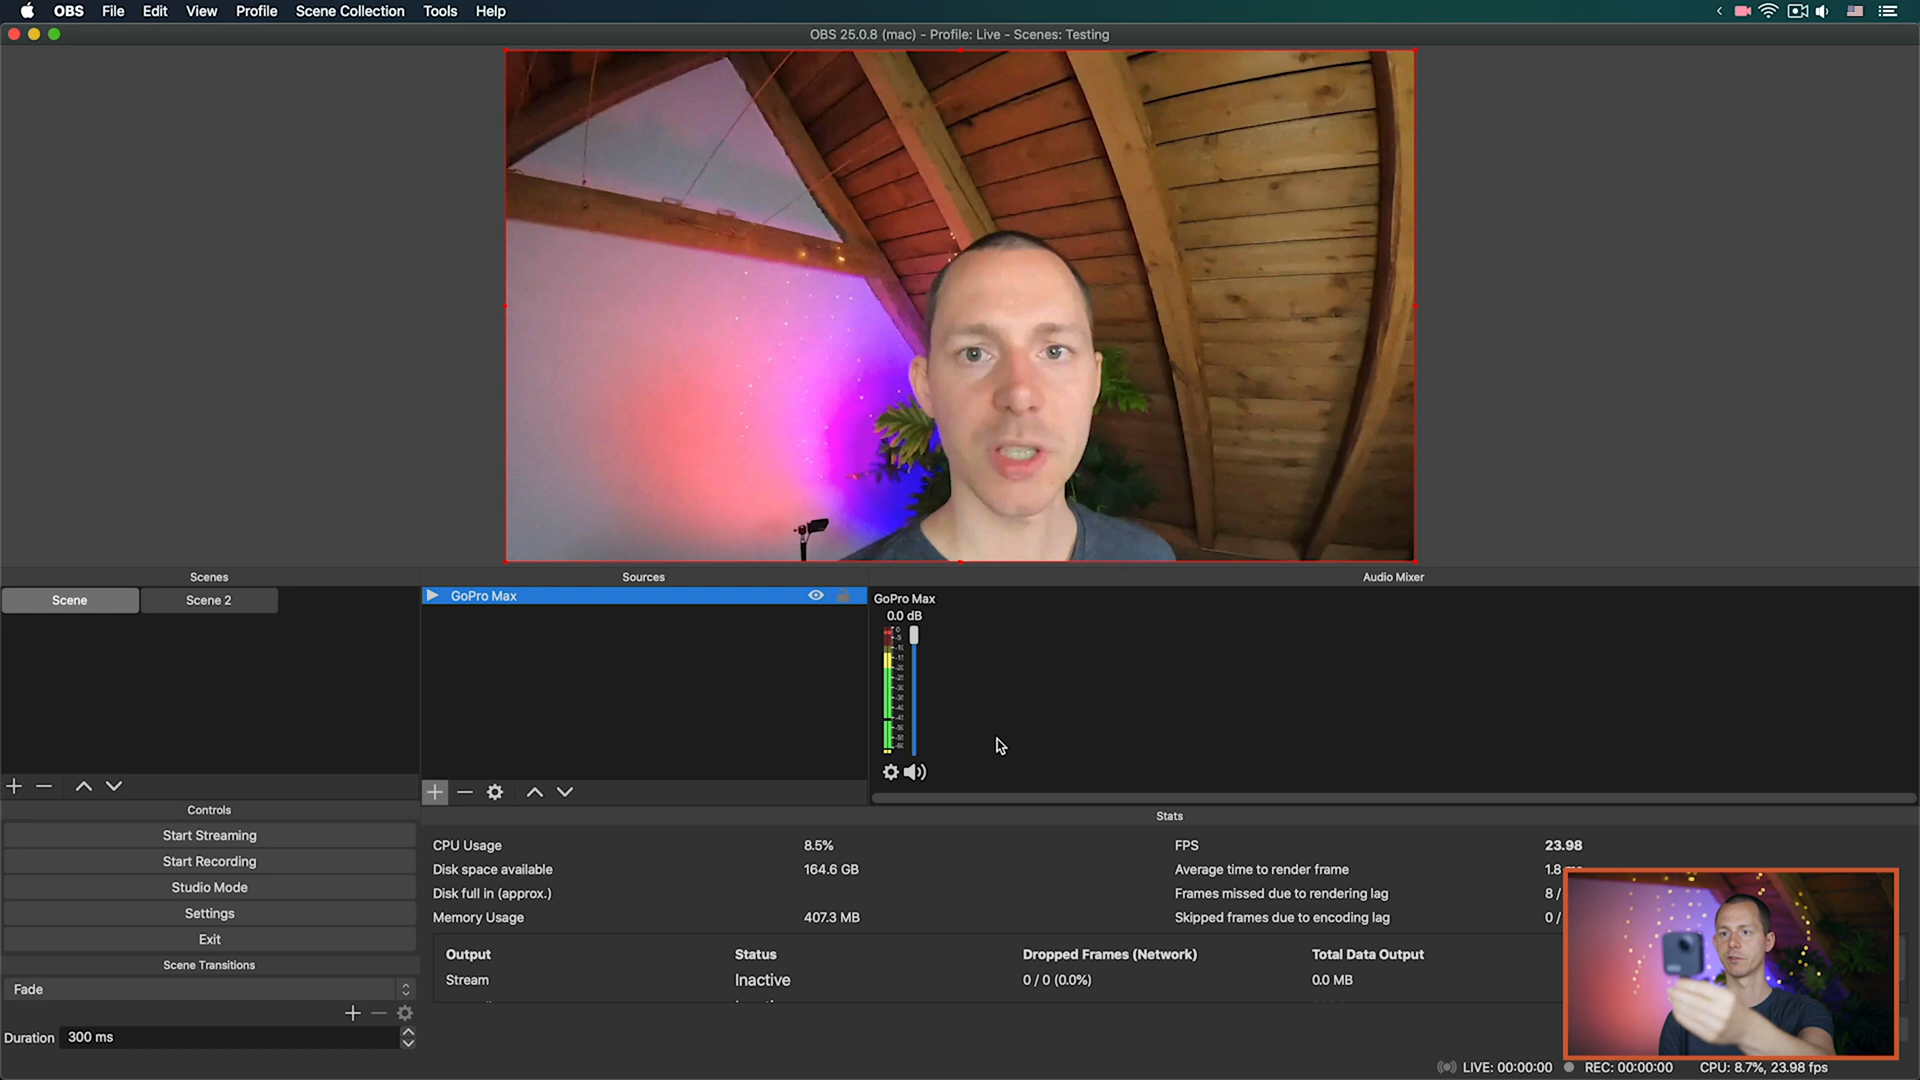 OBS File Edit View Profile Scene Collection Tools Help
OBS 25.0.8 (mac) - Profile: Live - Scenes: Testing
Scenes
Sources
Audio Mixer
Scene
Scene 2
GoPro Max
GoPro Max
0.0 dB
Controls
Start Streaming
Start Recording
Studio Mode
Settings
Exit
Scene Transitions
Fade
Duration 300 ms
Stats
CPU Usage 8.5%
Disk space available 164.6 GB
Disk full in (approx.)
Memory Usage 407.3 MB
FPS 23.98
Average time to render frame 1.8
Frames missed due to rendering lag 8 /
Skipped frames due to encoding lag 0 /
Output Status Dropped Frames (Network) Total Data Output
Stream Inactive 0 / 0 (0.0%) 0.0 MB
LIVE: 00:00:00 REC: 00:00:00 CPU: 8.7%, 23.98 fps